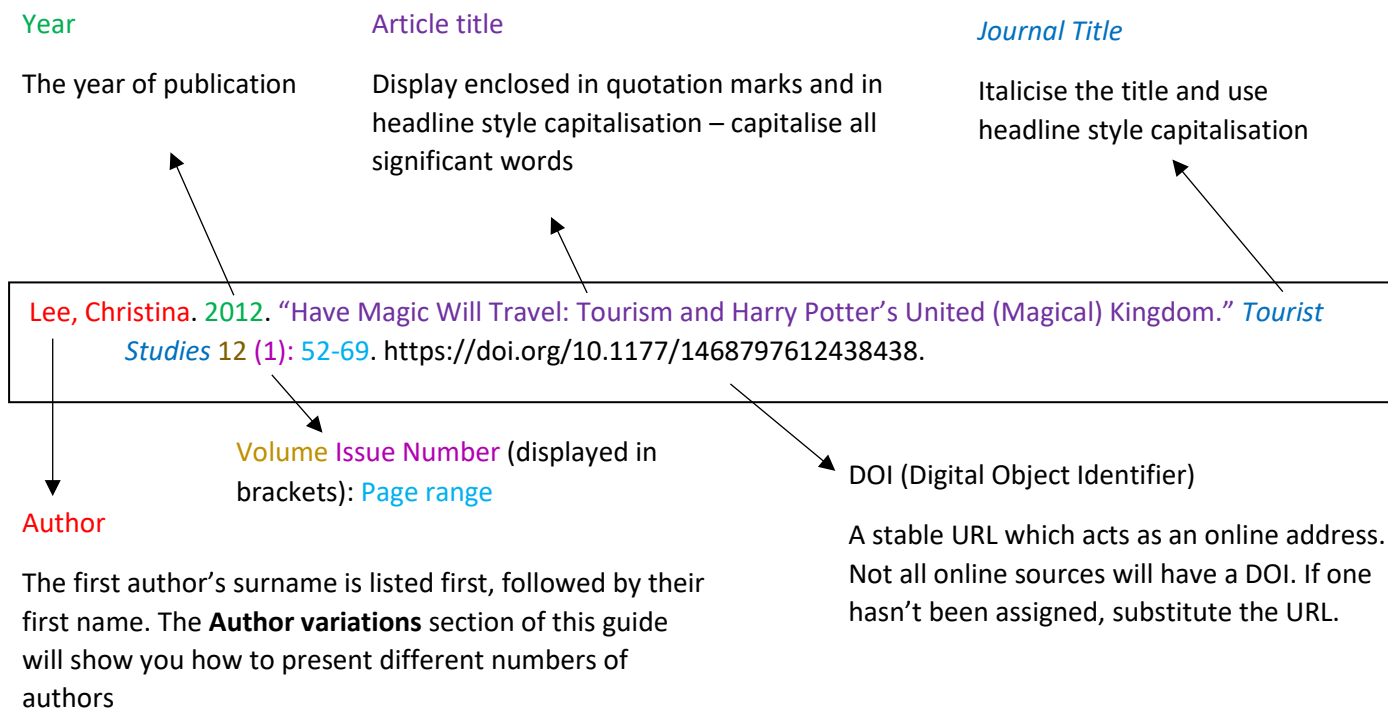 Year
The year of publication
Article title
Display enclosed in quotation marks and in
headline style capitalisation – capitalise all
significant words
Journal Title
Italicise the title and use
headline style capitalisation
Lee, Christina. 2012. “Have Magic Will Travel: Tourism and Harry Potter’s United (Magical) Kingdom.” Tourist
Studies 12 (1): 52-69. https://doi.org/10.1177/1468797612438438.
Volume Issue Number (displayed in
brackets): Page range
Author
The first author’s surname is listed first, followed by their
first name. The Author variations section of this guide
will show you how to present different numbers of
authors
DOI (Digital Object Identifier)
A stable URL which acts as an online address.
Not all online sources will have a DOI. If one
hasn’t been assigned, substitute the URL.